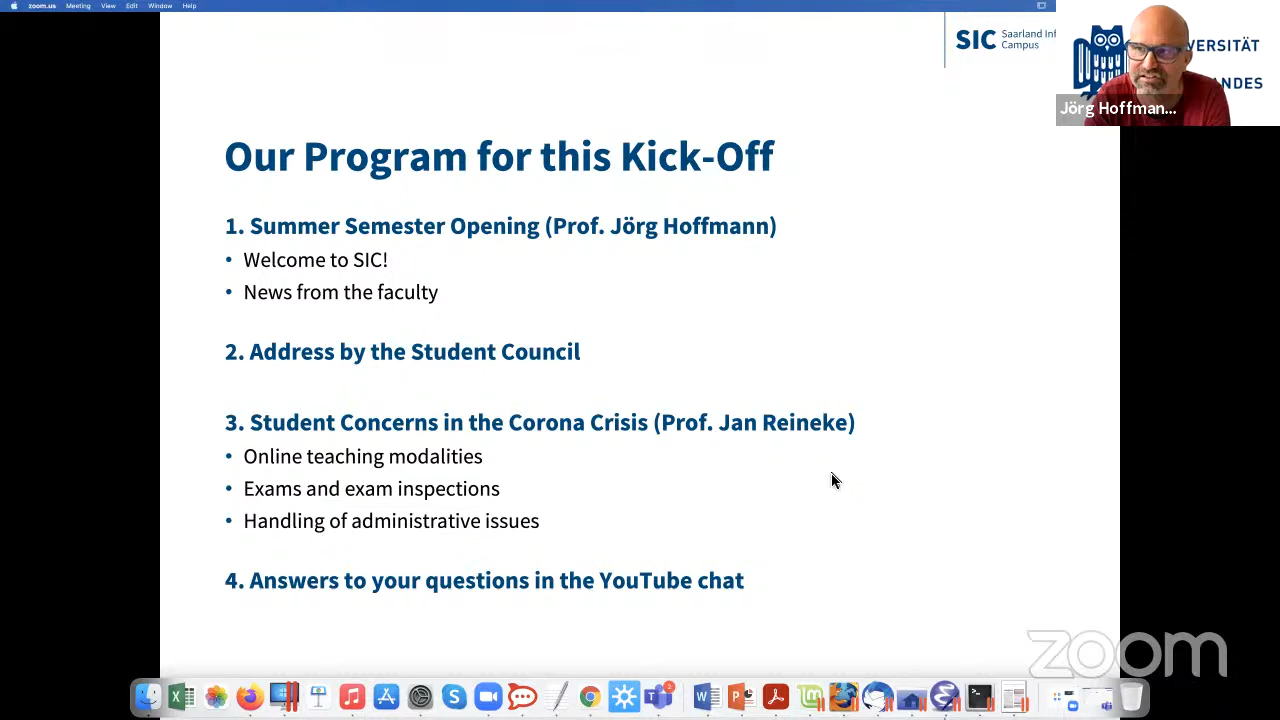 zoom.us Meeting View Edit Window Help
SIC Saarland Inf
Campus
VERSITÄT
ANDES
Jörg Hoffman...
Our Program for this Kick-Off
1. Summer Semester Opening (Prof. Jörg Hoffmann)
• Welcome to SIC!
• News from the faculty
2. Address by the Student Council
3. Student Concerns in the Corona Crisis (Prof. Jan Reineke)
• Online teaching modalities
• Exams and exam inspections
• Handling of administrative issues
4. Answers to your questions in the YouTube chat
zoom